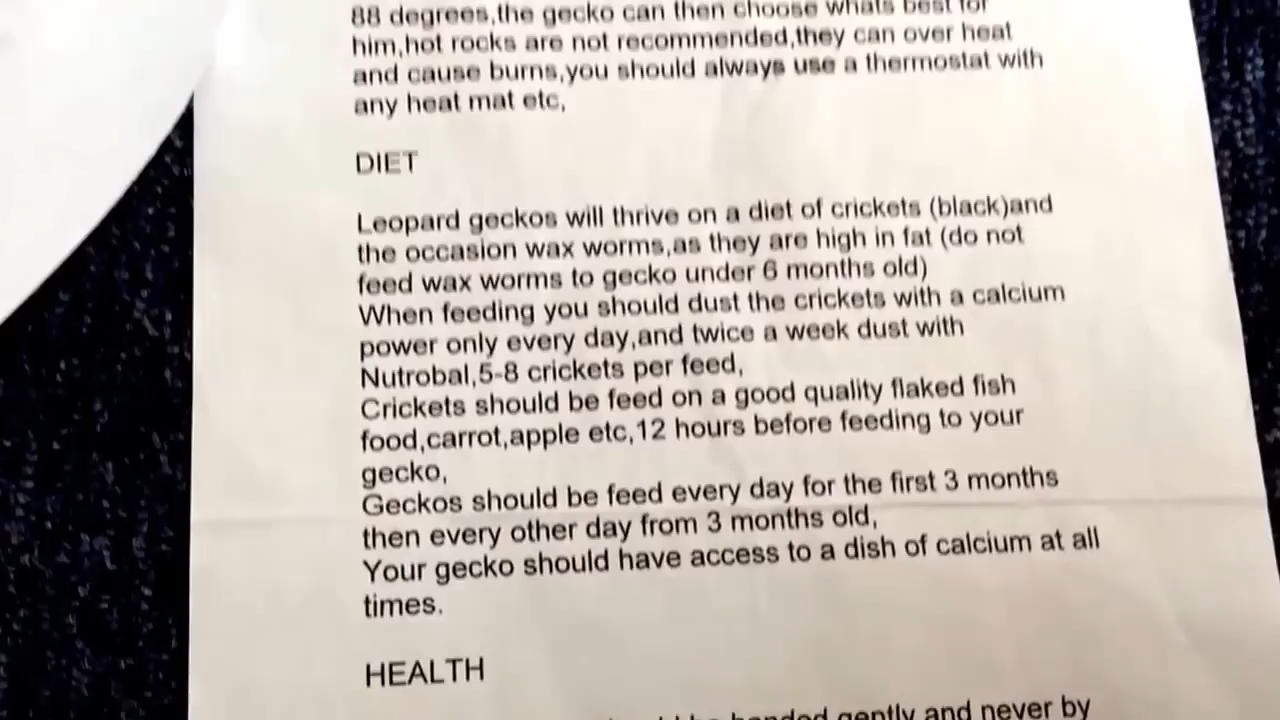 88 degrees,the gecko can then choose whats best for
him,hot rocks are not recommended,they can over heat
and cause burns,you should always use a thermostat with
any heat mat etc,
DIET
Leopard geckos will thrive on a diet of crickets (black)and
the occasion wax worms,as they are high in fat (do not
feed wax worms to gecko under 6 months old)
When feeding you should dust the crickets with a calcium
power only every day,and twice a week dust with
Nutrobal,5-8 crickets per feed,
Crickets should be feed on a good quality flaked fish
food,carrot,apple etc,12 hours before feeding to your
gecko,
Geckos should be feed every day for the first 3 months
then every other day from 3 months old,
Your gecko should have access to a dish of calcium at all
times.
HEALTH
gently and never by